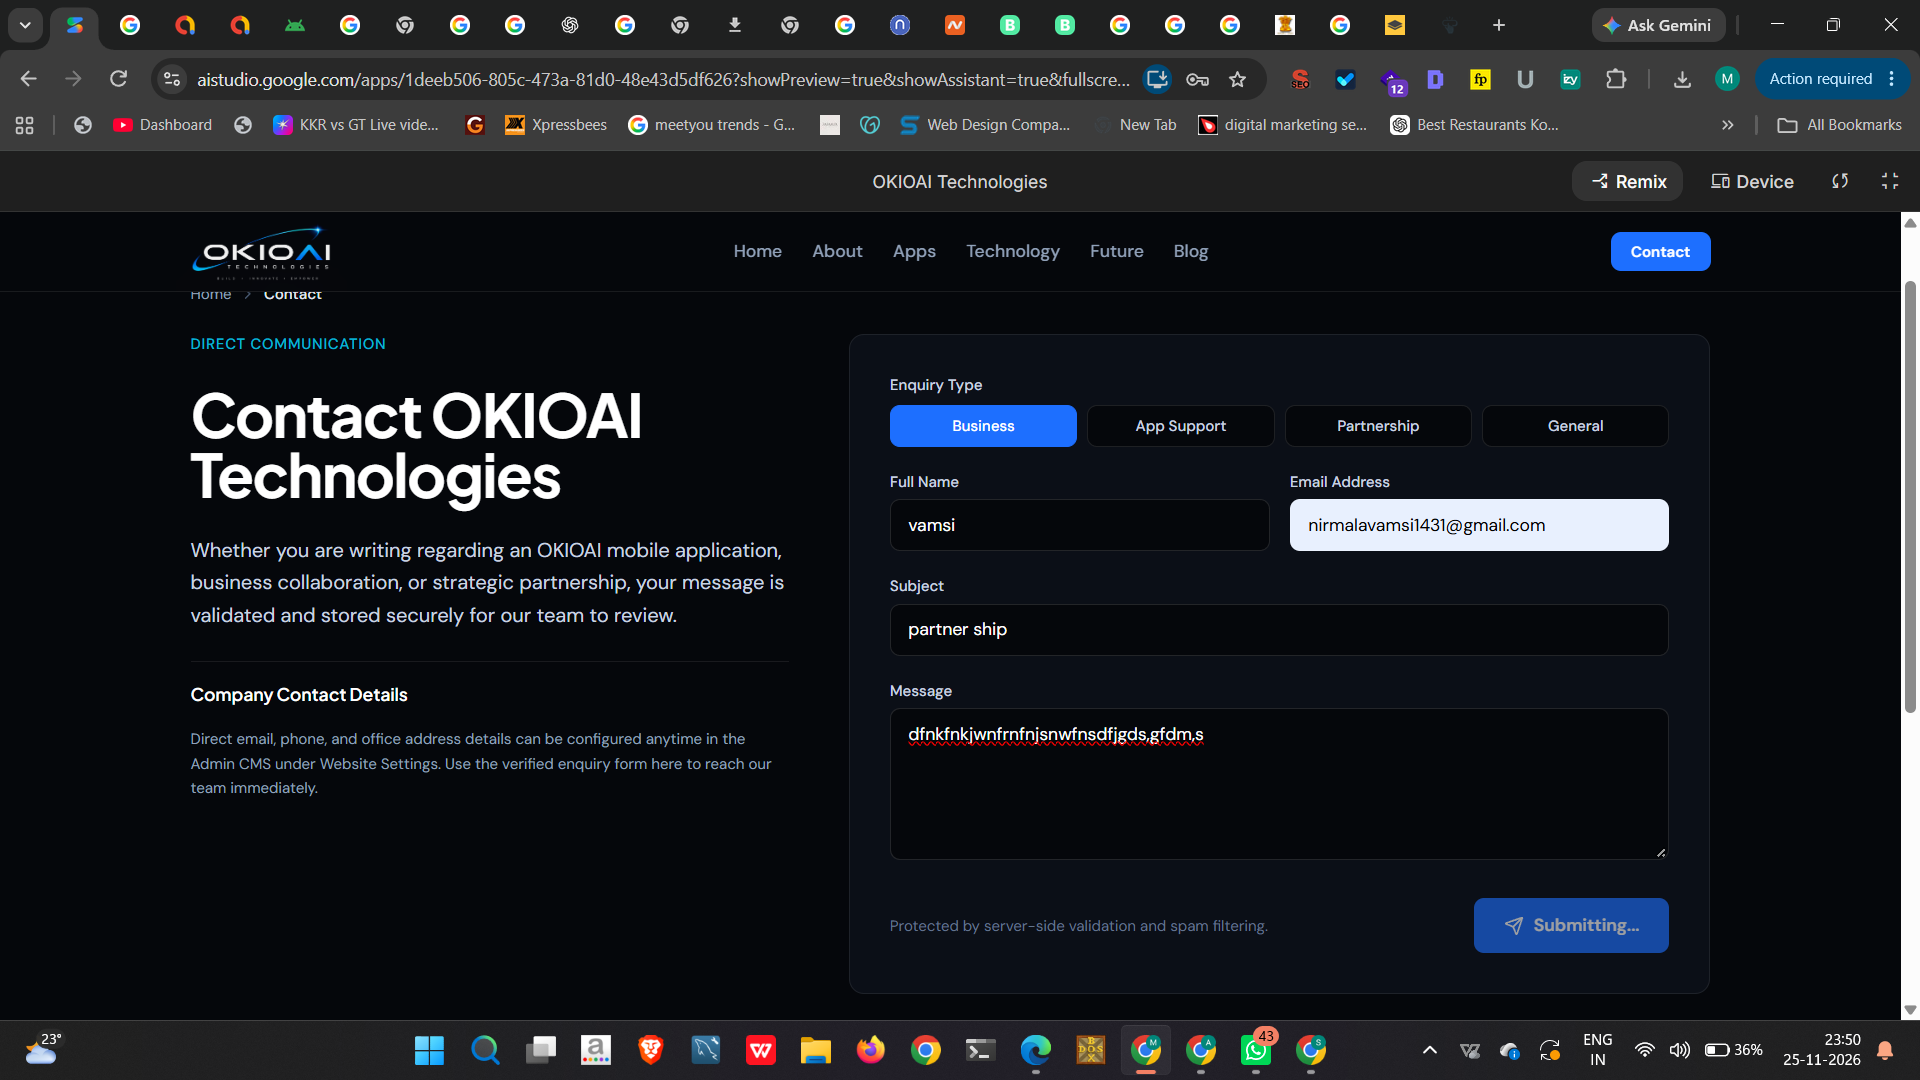 Ask Gemini
aistudio.google.com/apps/1deeb506-805c-473a-81d0-48e43d5df626?showPreview=true&showAssistant=true&fullscre...
SEO
12
D
fp
U
izy
M
Action required
Dashboard
KKR vs GT Live vide...
Xpressbees
meetyou trends - G...
Web Design Compa...
New Tab
digital marketing se...
Best Restaurants Ko...
All Bookmarks
OKIOAI Technologies
Remix
Device
OKIOAI
TECHNOLOGIES
Home
About
Apps
Technology
Future
Blog
Contact
Home > Contact
DIRECT COMMUNICATION
Contact OKIOAI
Technologies
Whether you are writing regarding an OKIOAI mobile application,
business collaboration, or strategic partnership, your message is
validated and stored securely for our team to review.
Company Contact Details
Direct email, phone, and office address details can be configured anytime in the
Admin CMS under Website Settings. Use the verified enquiry form here to reach our
team immediately.
Enquiry Type
Business
App Support
Partnership
General
Full Name
Email Address
vamsi
nirmalavamsi1431@gmail.com
Subject
partner ship
Message
dfnkfnkjwnfrnfnjsnwfnsdfjgds,gfdm,s
Protected by server-side validation and spam filtering.
Submitting...
23°
43
ENG
IN
36%
23:50
25-11-2026